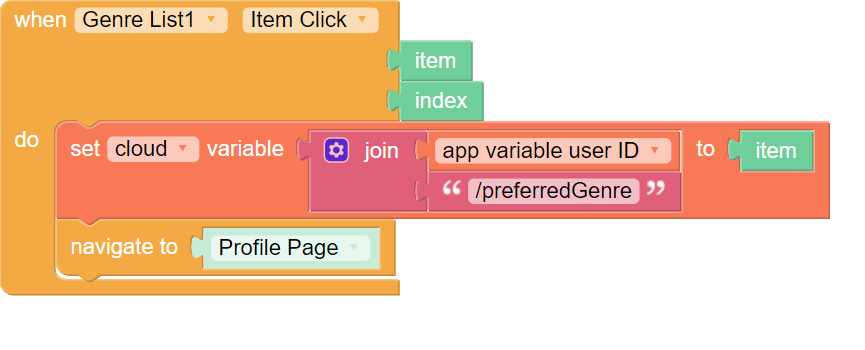 when Genre List1 Item Click
item
index
do set cloud variable join app variable user ID to item
“ /preferredGenre ”
navigate to Profile Page